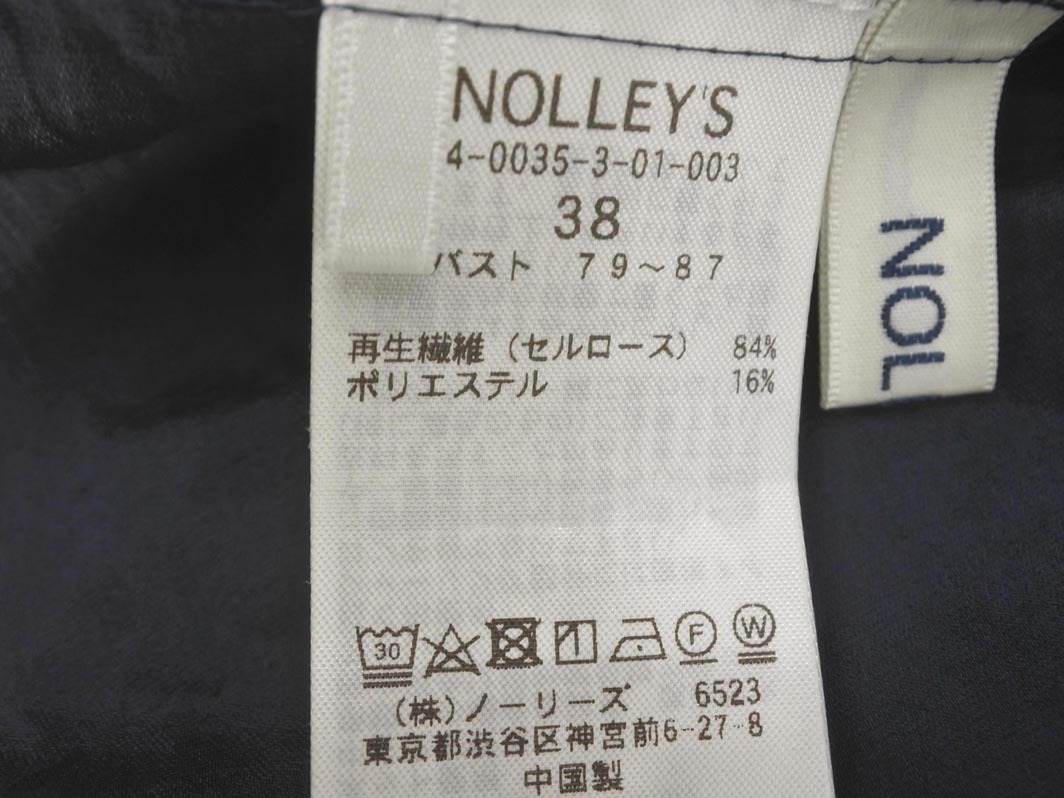 NOLLEY'S
4-0035-3-01-003
38
バスト 79～87
再生繊維（セルロース） 84%
ポリエステル 16%
30
F
W
(株)ノーリーズ 6523
東京都渋谷区神宮前6-27-8
中国製
NOL